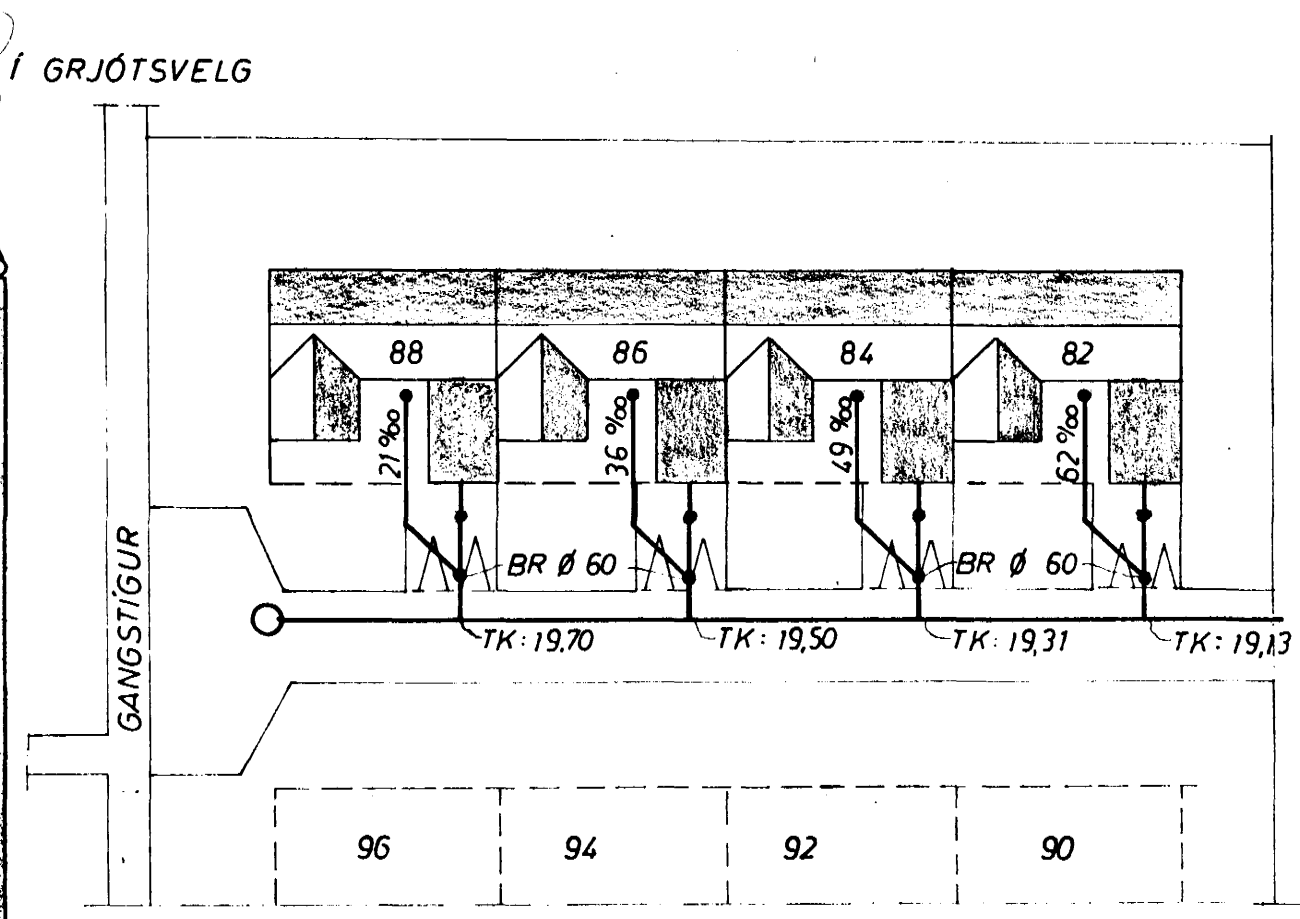 Í GRJÓTSVELG
88
86
84
82
21 ‰
36 ‰
49 ‰
62 ‰
GANGSTÍGUR
BR Ø 60
BR Ø 60
TK: 19,70
TK: 19,50
TK: 19,31
TK: 19,13
96
94
92
90